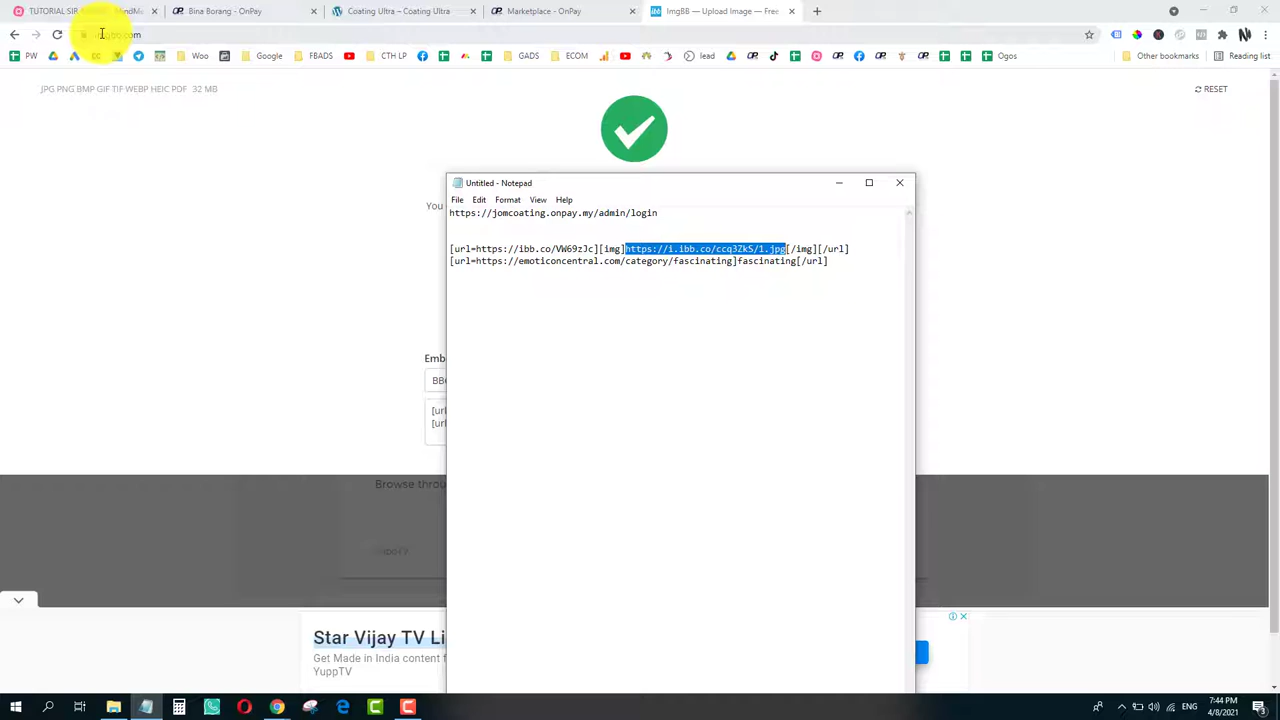 TUTORIAL SIR
MindMu
Bina Borang - OnPay
Coating Ultra – Coating Ultra
Marketplace - OnPay
ImgBB — Upload Image — Free
PW
Woo
Google
FBADS
CTH LP
GADS
ECOM
lead
Ogos
Other bookmarks
Reading list
JPG PNG BMP GIF TIF WEBP HEIC PDF 32 MB
RESET
Untitled - Notepad
File Edit Format View Help
https://jomcoating.onpay.my/admin/login
You
[url=https://ibb.co/VW69zJc][img]https://i.ibb.co/ccq3ZkS/1.jpg[/img][/url]
[url=https://emoticoncentral.com/category/fascinating]fascinating[/url]
Emb
BB
[url
[url
Browse throu
Star Vijay TV Li
Get Made in India content f
YuppTV
ENG
7:44 PM
4/8/2021